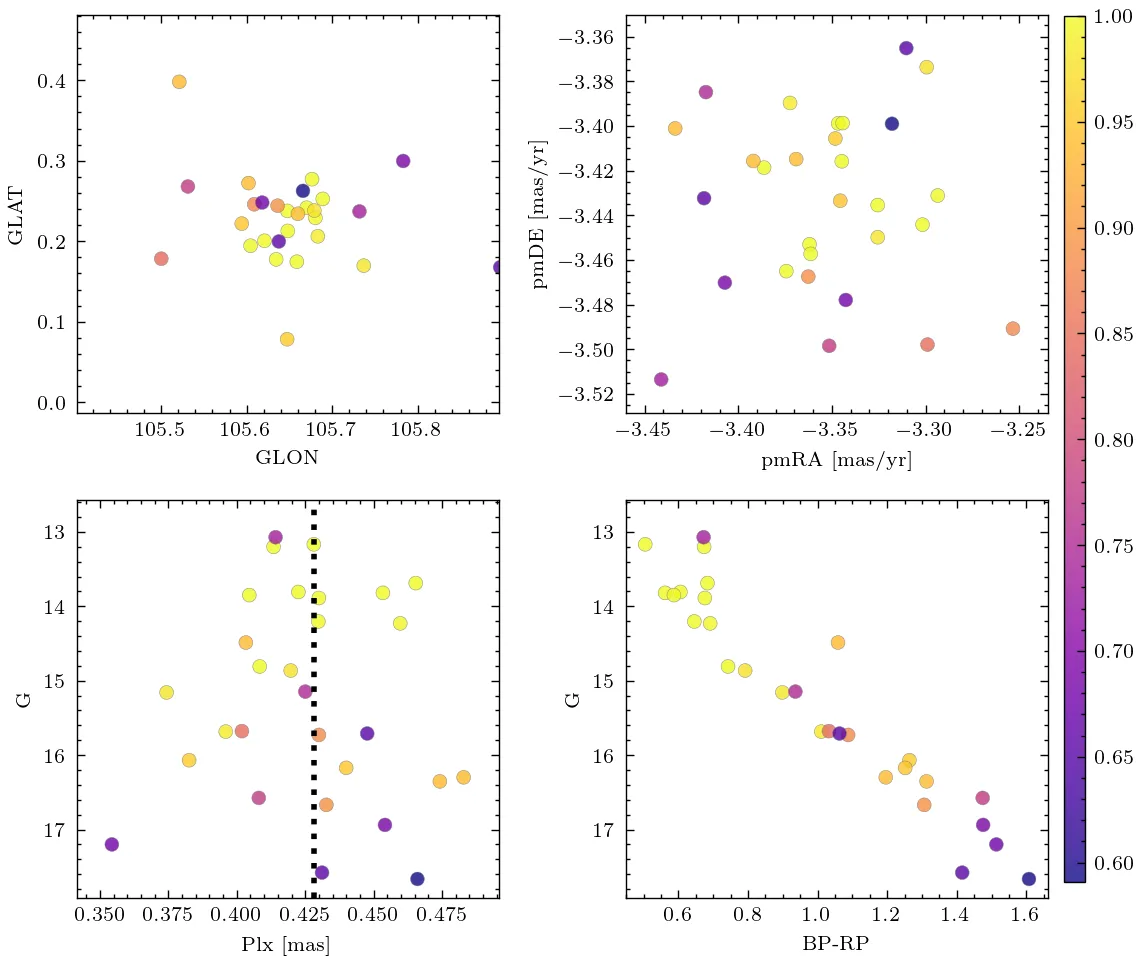 0.4
0.3
0.2
0.1
0.0
GLAT
105.5 105.6 105.7 105.8
GLON
−3.36
−3.38
−3.40
−3.42
−3.44
−3.46
−3.48
−3.50
−3.52
pmDE [mas/yr]
−3.45 −3.40 −3.35 −3.30 −3.25
pmRA [mas/yr]
13
14
15
16
17
G
0.350 0.375 0.400 0.425 0.450 0.475
Plx [mas]
13
14
15
16
17
G
0.6 0.8 1.0 1.2 1.4 1.6
BP-RP
1.00
0.95
0.90
0.85
0.80
0.75
0.70
0.65
0.60